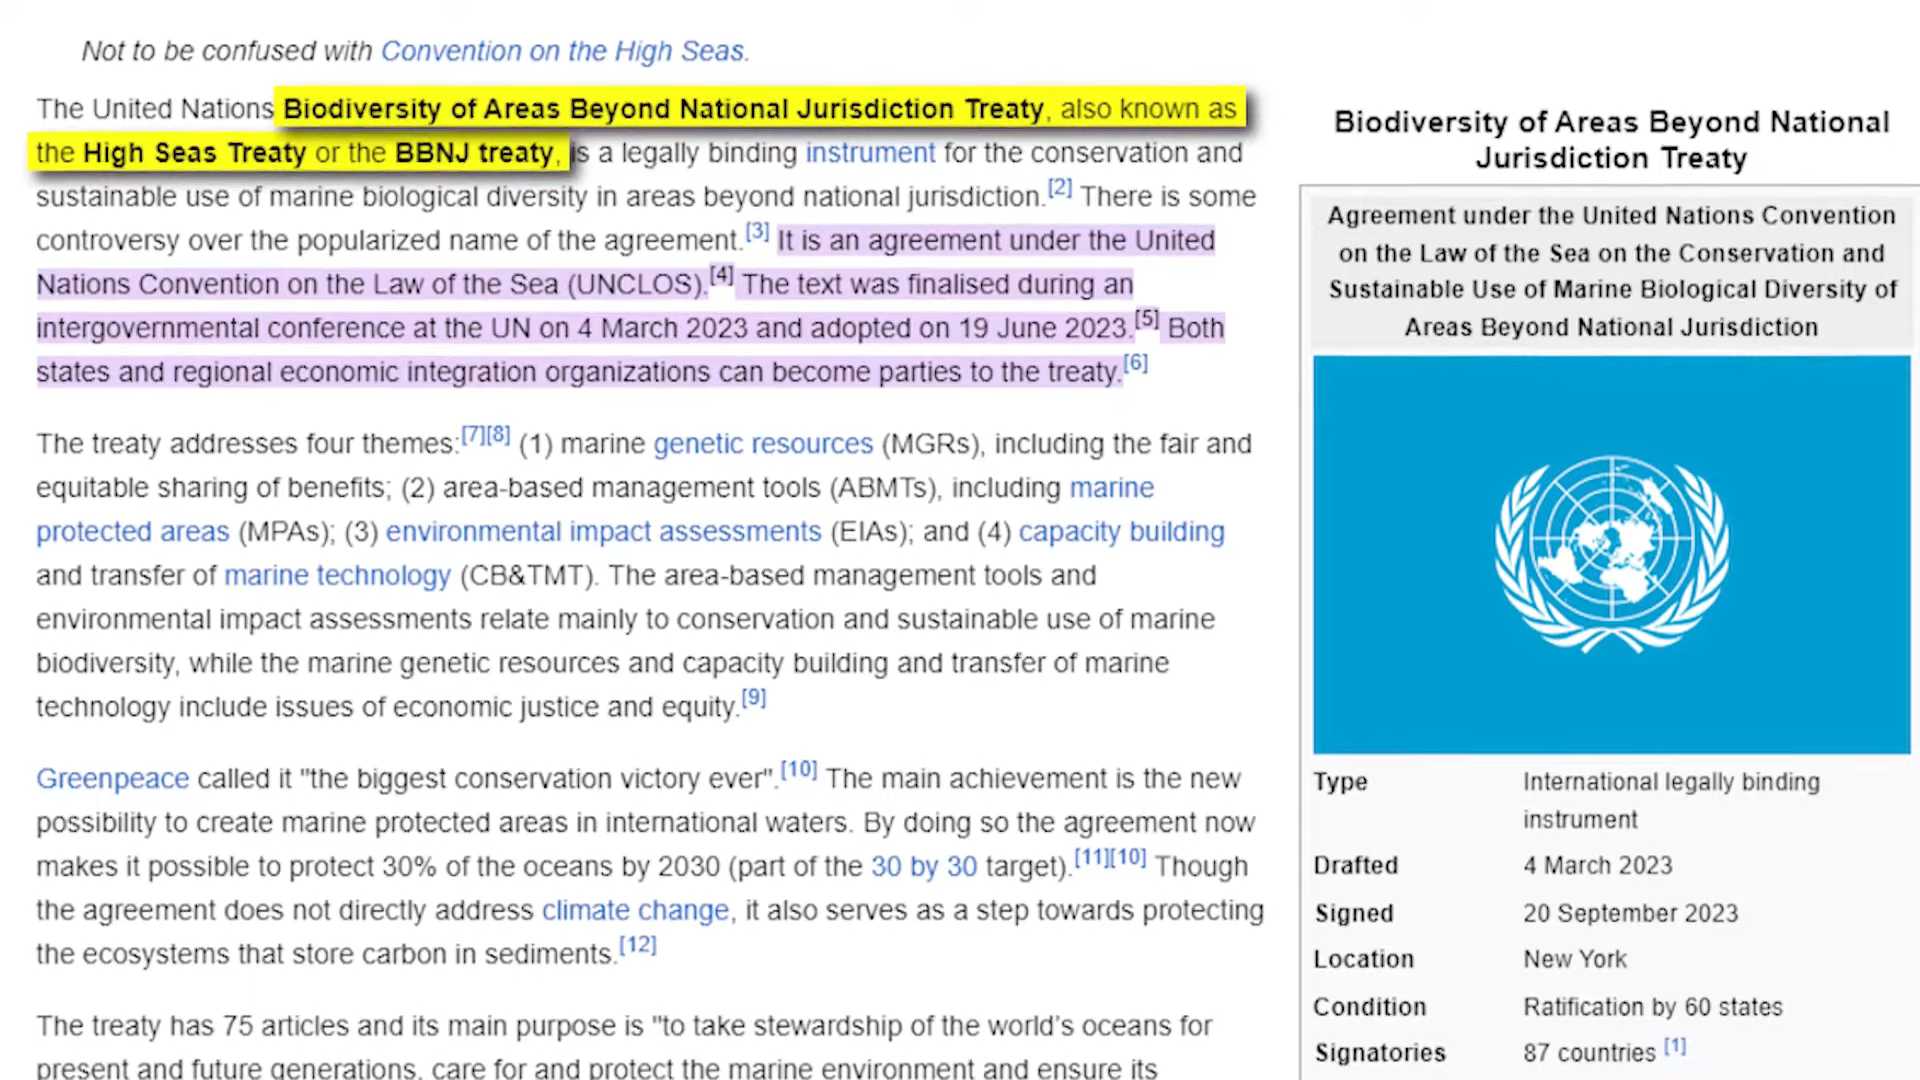 Not to be confused with Convention on the High Seas.
The United Nations Biodiversity of Areas Beyond National Jurisdiction Treaty, also known as
the High Seas Treaty or the BBNJ treaty, is a legally binding instrument for the conservation and
sustainable use of marine biological diversity in areas beyond national jurisdiction.[2] There is some
controversy over the popularized name of the agreement.[3] It is an agreement under the United
Nations Convention on the Law of the Sea (UNCLOS).[4] The text was finalised during an
intergovernmental conference at the UN on 4 March 2023 and adopted on 19 June 2023.[5] Both
states and regional economic integration organizations can become parties to the treaty.[6]
The treaty addresses four themes:[7][8] (1) marine genetic resources (MGRs), including the fair and
equitable sharing of benefits; (2) area-based management tools (ABMTs), including marine
protected areas (MPAs); (3) environmental impact assessments (EIAs); and (4) capacity building
and transfer of marine technology (CB&TMT). The area-based management tools and
environmental impact assessments relate mainly to conservation and sustainable use of marine
biodiversity, while the marine genetic resources and capacity building and transfer of marine
technology include issues of economic justice and equity.[9]
Greenpeace called it "the biggest conservation victory ever".[10] The main achievement is the new
possibility to create marine protected areas in international waters. By doing so the agreement now
makes it possible to protect 30% of the oceans by 2030 (part of the 30 by 30 target).[11][10] Though
the agreement does not directly address climate change, it also serves as a step towards protecting
the ecosystems that store carbon in sediments.[12]
The treaty has 75 articles and its main purpose is "to take stewardship of the world's oceans for
present and future generations, care for and protect the marine environment and ensure its
Biodiversity of Areas Beyond National
Jurisdiction Treaty
Agreement under the United Nations Convention
on the Law of the Sea on the Conservation and
Sustainable Use of Marine Biological Diversity of
Areas Beyond National Jurisdiction
Type International legally binding
instrument
Drafted 4 March 2023
Signed 20 September 2023
Location New York
Condition Ratification by 60 states
Signatories 87 countries [1]